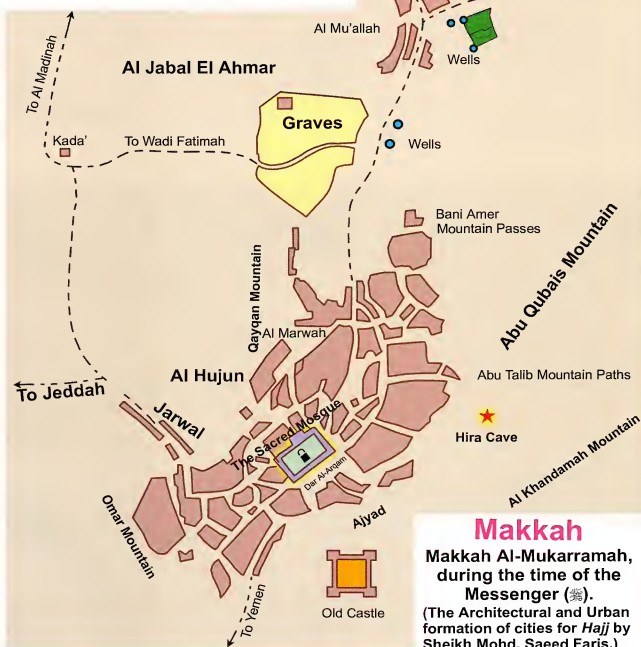 Al Mu'allah
Wells
To Al Madinah
Al Jabal El Ahmar
Graves
Kada'
To Wadi Fatimah
Wells
Bani Amer
Mountain Passes
Abu Qubais Mountain
Qayqan Mountain
Al Marwah
Al Hujun
Abu Talib Mountain Paths
To Jeddah
Jarwal
The Sacred Mosque
Hira Cave
Dar Al-Arqam
Al Khandamah Mountain
Omar Mountain
Ajyad
Old Castle
To Yemen
Makkah
Makkah Al-Mukarramah,
during the time of the
Messenger (ﷺ).
(The Architectural and Urban
formation of cities for Hajj by
Sheikh Mohd. Saeed Faris.)